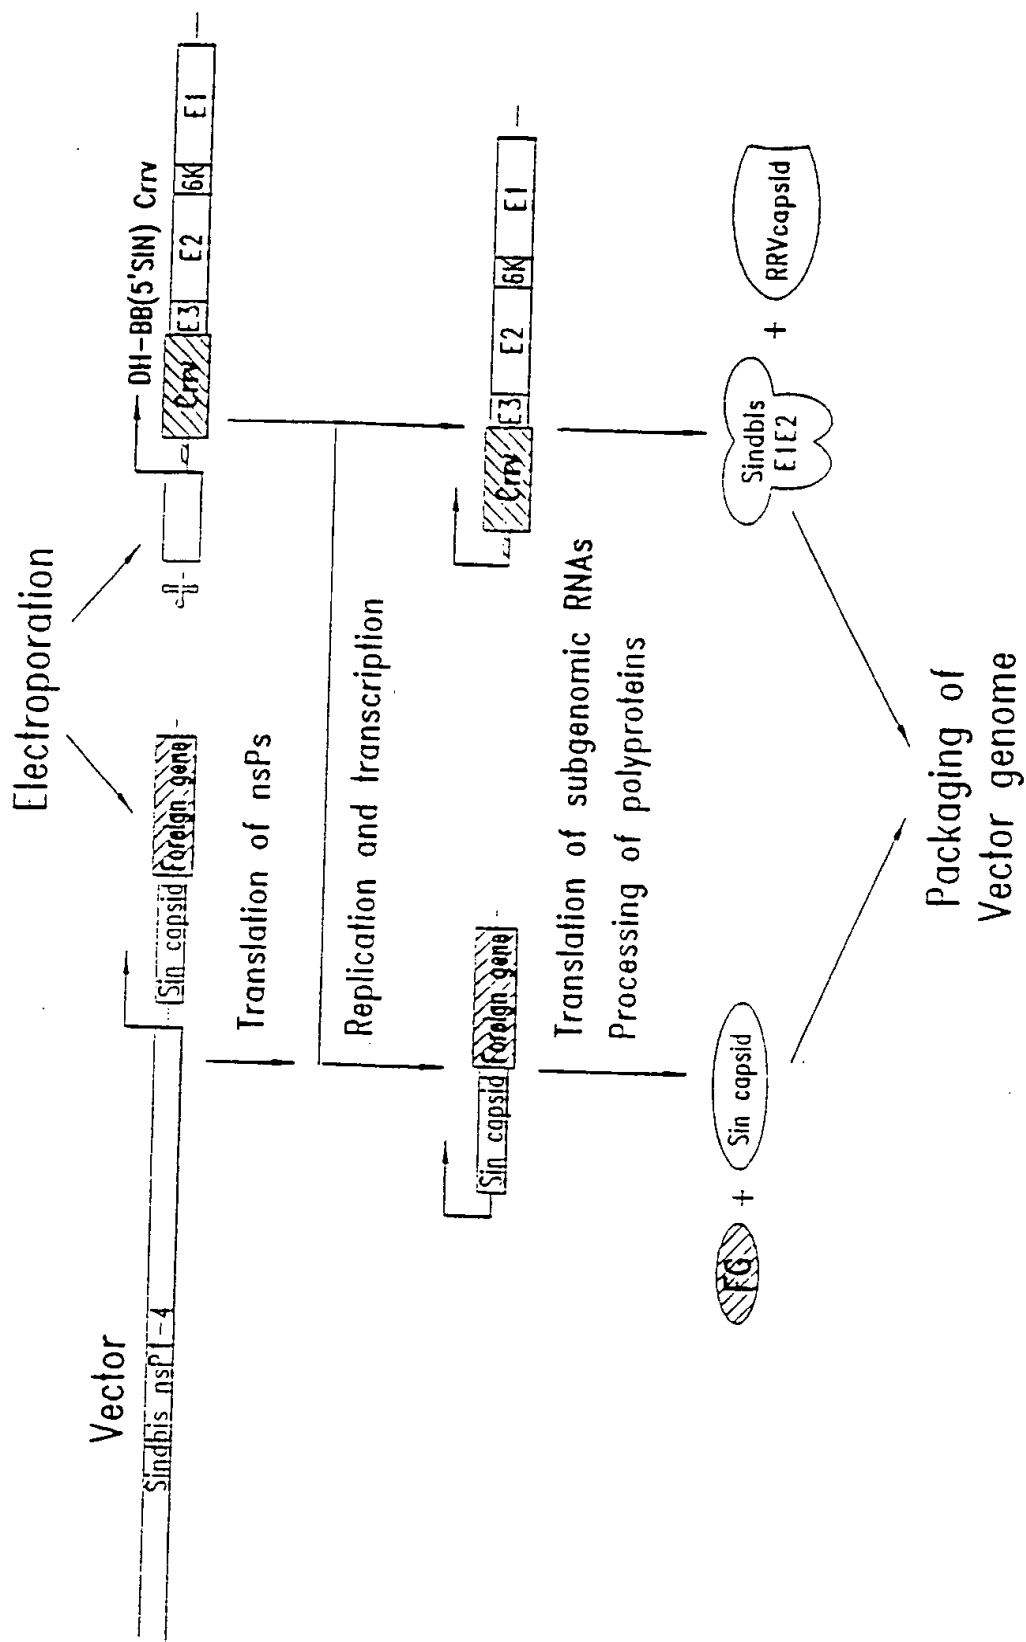 Electroporation
Vector
DH-BB(5'SIN) Crrv
Sindbis nsP1-4
Sin capsid
Foreign gene
Crrv
E3
E2
6K
E1
Translation of nsPs
Replication and transcription
Sin capsid
Foreign gene
Crrv
E3
E2
6K
E1
Translation of subgenomic RNAs
Processing of polyproteins
FG
+
Sin capsid
Sindbis
E1E2
+
RRVcapsid
Packaging of
Vector genome